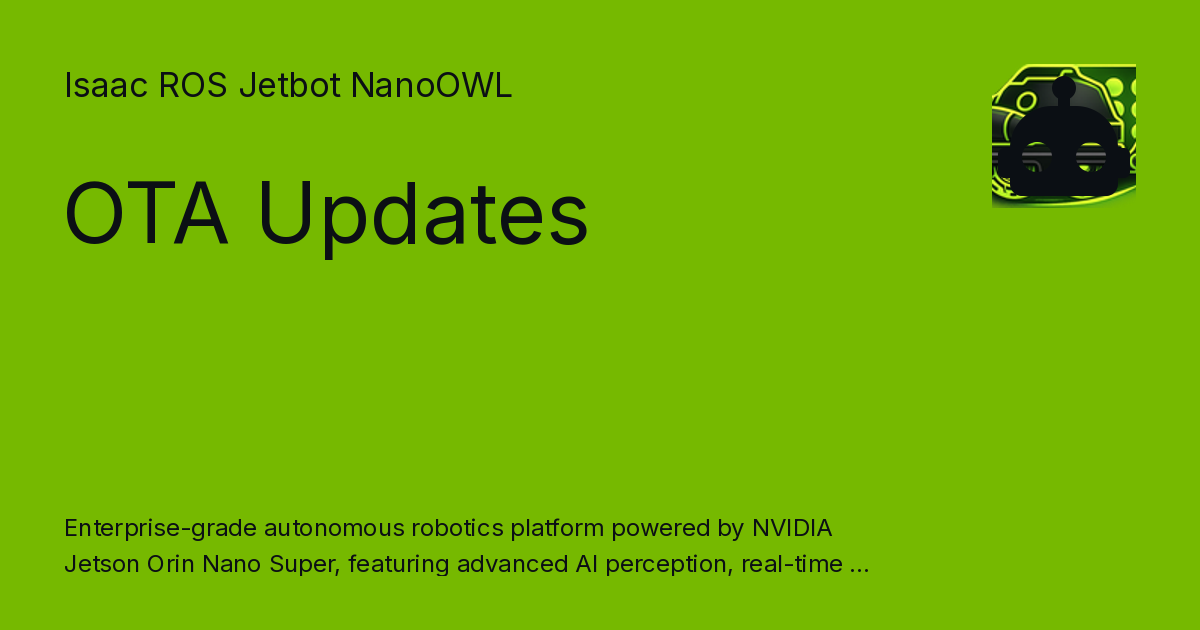 Isaac ROS Jetbot NanoOWL
OTA Updates
Enterprise-grade autonomous robotics platform powered by NVIDIA
Jetson Orin Nano Super, featuring advanced AI perception, real-time ...